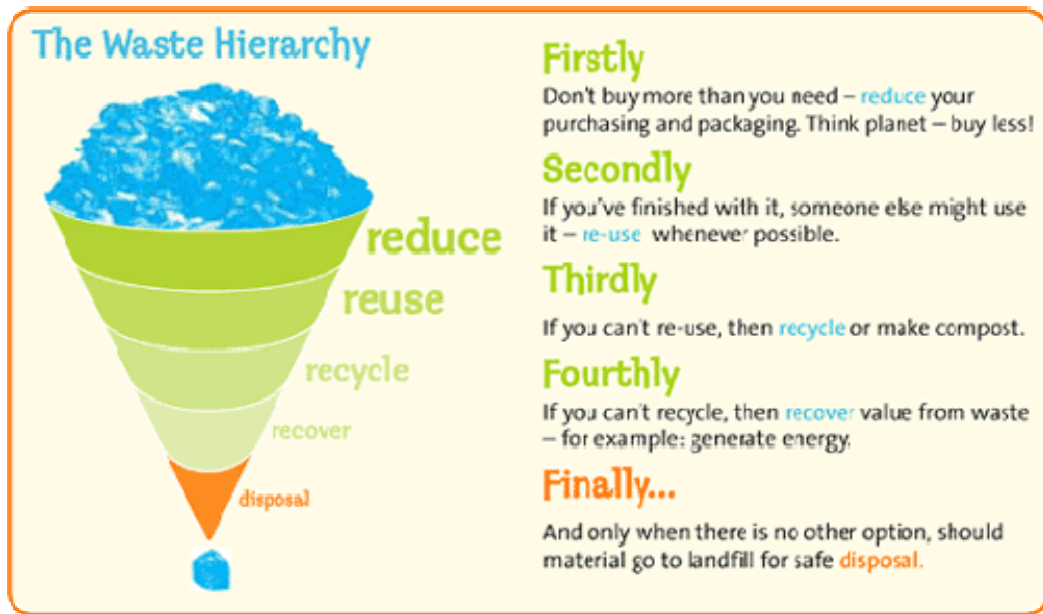 The Waste Hierarchy
reduce
reuse
recycle
recover
disposal
Firstly
Don't buy more than you need – reduce your
purchasing and packaging. Think planet – buy less!
Secondly
If you've finished with it, someone else might use
it – re-use whenever possible.
Thirdly
If you can't re-use, then recycle or make compost.
Fourthly
If you can't recycle, then recover value from waste
– for example: generate energy.
Finally...
And only when there is no other option, should
material go to landfill for safe disposal.